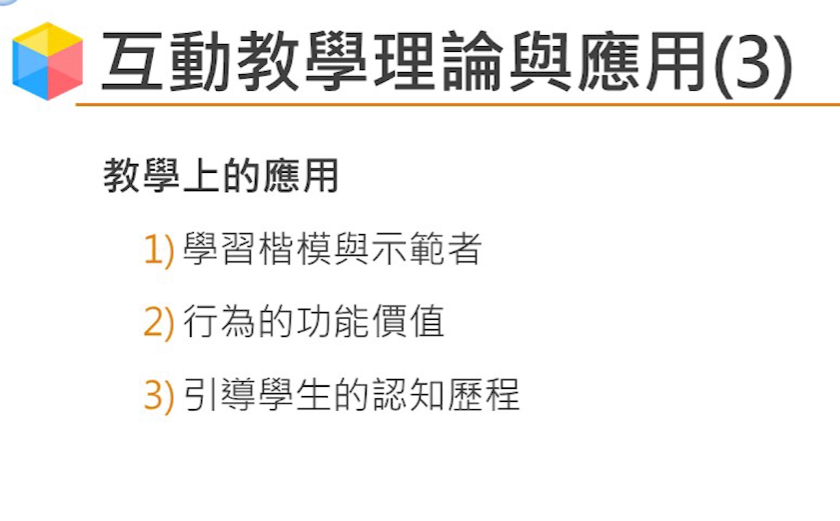 互動教學理論與應用(3)
教學上的應用
1) 學習楷模與示範者
2) 行為的功能價值
3) 引導學生的認知歷程